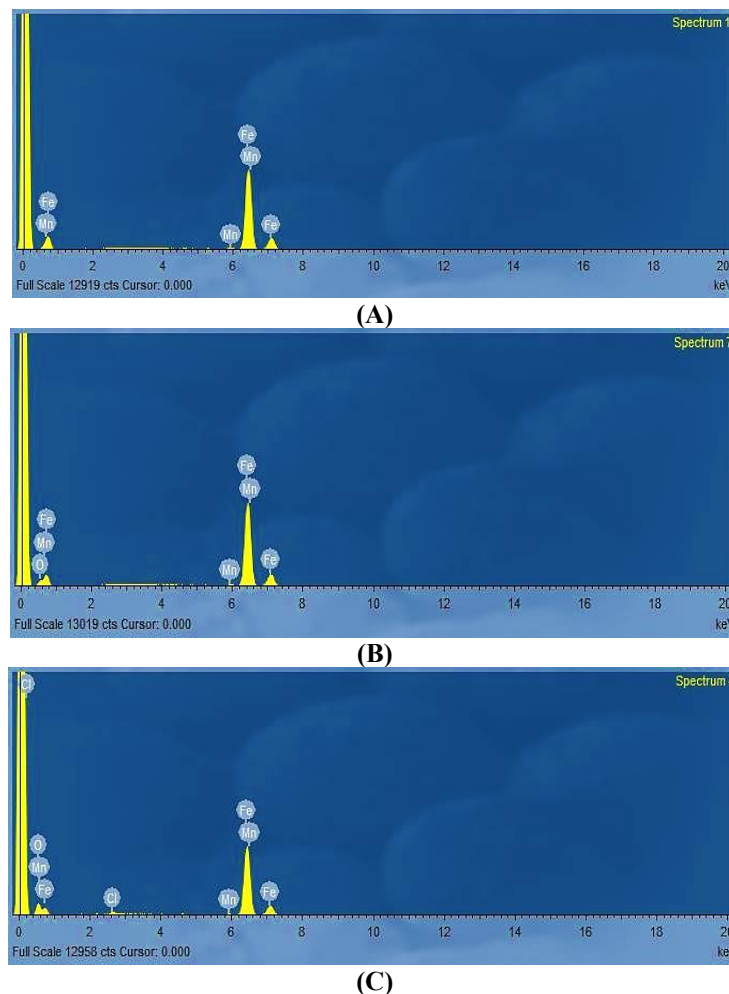 Spectrum 1
Fe
Mn
Fe
Mn
Mn
Fe
0 2 4 6 8 10 12 14 16 18 20
Full Scale 12919 cts Cursor: 0.000 keV
(A)
Spectrum 7
Fe
Mn
O
Fe
Mn
Mn
Fe
0 2 4 6 8 10 12 14 16 18 20
Full Scale 13019 cts Cursor: 0.000 keV
(B)
Spectrum
Cl
O
Mn
Fe
Cl
Fe
Mn
Mn
Fe
0 2 4 6 8 10 12 14 16 18 20
Full Scale 12958 cts Cursor: 0.000 ke
(C)